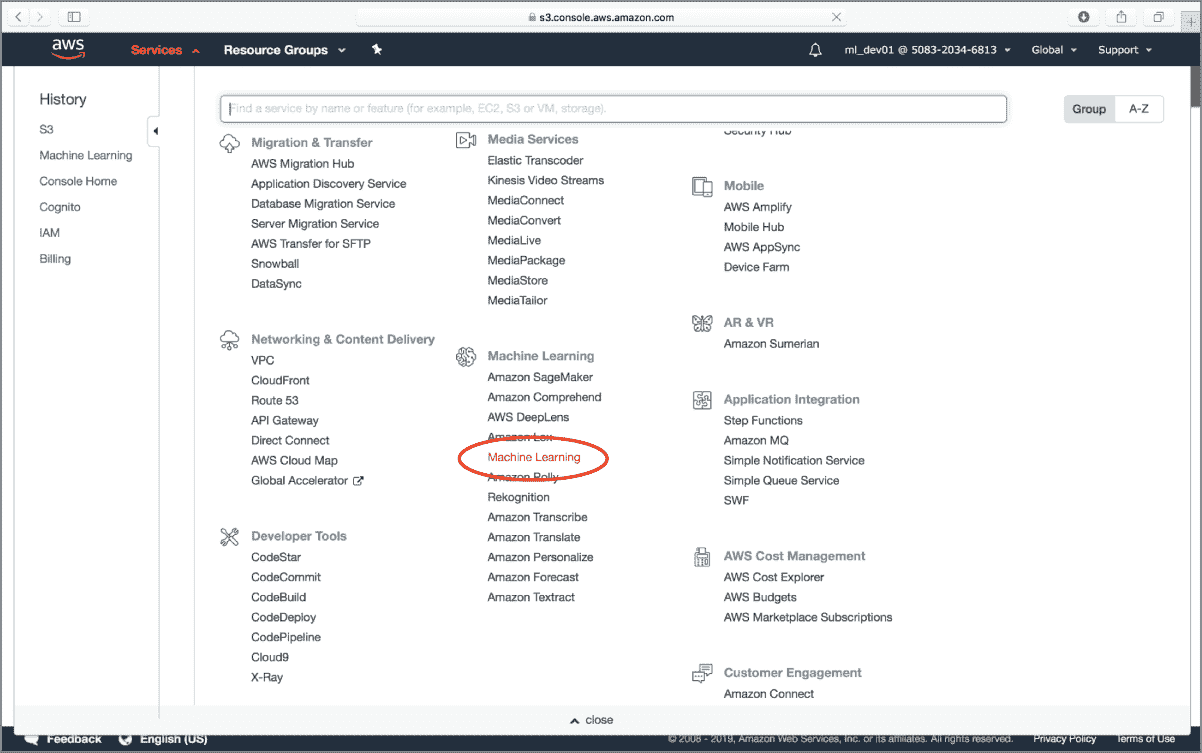 s3.console.aws.amazon.com
aws
Services
Resource Groups
ml_dev01 @ 5083-2034-6813
Global
Support
History
S3
Machine Learning
Console Home
Cognito
IAM
Billing
Find a service by name or feature (for example, EC2, S3 or VM, storage).
Group
A-Z
Migration & Transfer
AWS Migration Hub
Application Discovery Service
Database Migration Service
Server Migration Service
AWS Transfer for SFTP
Snowball
DataSync
Networking & Content Delivery
VPC
CloudFront
Route 53
API Gateway
Direct Connect
AWS Cloud Map
Global Accelerator
Developer Tools
CodeStar
CodeCommit
CodeBuild
CodeDeploy
CodePipeline
Cloud9
X-Ray
Media Services
Elastic Transcoder
Kinesis Video Streams
MediaConnect
MediaConvert
MediaLive
MediaPackage
MediaStore
MediaTailor
Machine Learning
Amazon SageMaker
Amazon Comprehend
AWS DeepLens
Amazon Lex
Machine Learning
Amazon Polly
Rekognition
Amazon Transcribe
Amazon Translate
Amazon Personalize
Amazon Forecast
Amazon Textract
Security Hub
Mobile
AWS Amplify
Mobile Hub
AWS AppSync
Device Farm
AR & VR
Amazon Sumerian
Application Integration
Step Functions
Amazon MQ
Simple Notification Service
Simple Queue Service
SWF
AWS Cost Management
AWS Cost Explorer
AWS Budgets
AWS Marketplace Subscriptions
Customer Engagement
Amazon Connect
close
Feedback
English (US)
© 2008 - 2019, Amazon Web Services, Inc. or its affiliates. All rights reserved.
Privacy Policy
Terms of Use